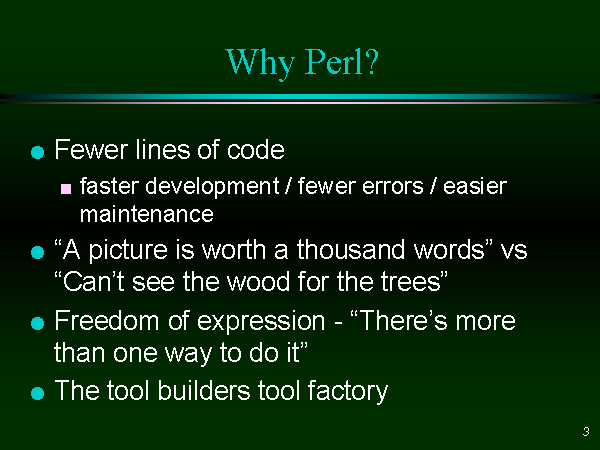 Why Perl?
Fewer lines of code
faster development / fewer errors / easier
maintenance
“A picture is worth a thousand words” vs
“Can’t see the wood for the trees”
Freedom of expression - “There’s more
than one way to do it”
The tool builders tool factory
3